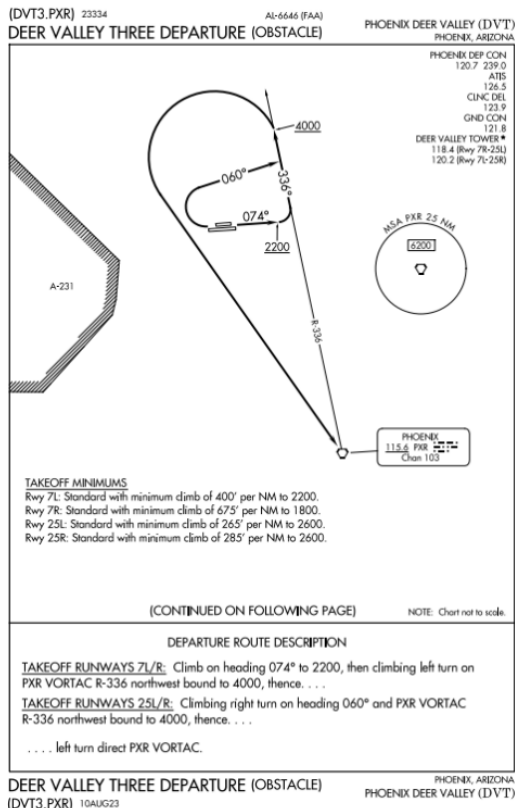 (DVT3.PXR) 23334
AL-6646 (FAA)
PHOENIX DEER VALLEY (DVT)
DEER VALLEY THREE DEPARTURE (OBSTACLE)
PHOENIX, ARIZONA
PHOENIX DEP CON
120.7 239.0
ATIS
126.5
CLNC DEL
123.9
GND CON
121.8
DEER VALLEY TOWER★
118.4 (Rwy 7R-25L)
120.2 (Rwy 7L-25R)
4000
060°
336°
074°
2200
MSA PXR 25 NM
6200
A-231
R-336
PHOENIX
115.6 PXR
Chan 103
TAKEOFF MINIMUMS
Rwy 7L: Standard with minimum climb of 400' per NM to 2200.
Rwy 7R: Standard with minimum climb of 675' per NM to 1800.
Rwy 25L: Standard with minimum climb of 265' per NM to 2600.
Rwy 25R: Standard with minimum climb of 285' per NM to 2600.
(CONTINUED ON FOLLOWING PAGE)
NOTE: Chart not to scale.
DEPARTURE ROUTE DESCRIPTION
TAKEOFF RUNWAYS 7L/R: Climb on heading 074° to 2200, then climbing left turn on
PXR VORTAC R-336 northwest bound to 4000, thence. . . .
TAKEOFF RUNWAYS 25L/R: Climbing right turn on heading 060° and PXR VORTAC
R-336 northwest bound to 4000, thence. . . .
. . . . left turn direct PXR VORTAC.
DEER VALLEY THREE DEPARTURE (OBSTACLE)
PHOENIX, ARIZONA
PHOENIX DEER VALLEY (DVT)
(DVT3.PXR) 10AUG23